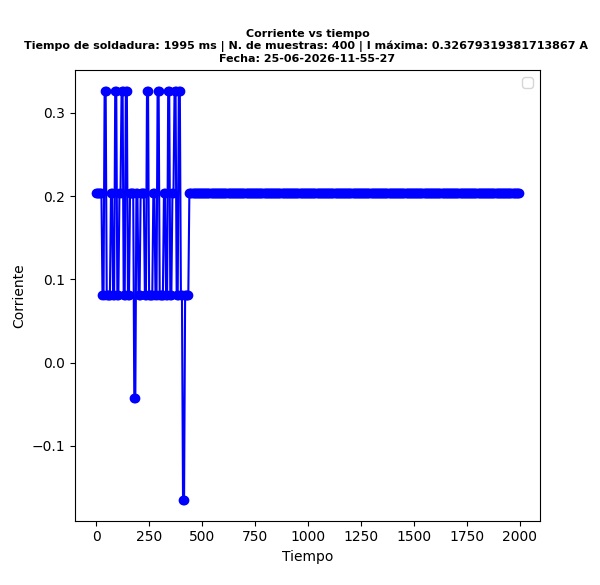 Corriente vs tiempo
Tiempo de soldadura: 1995 ms | N. de muestras: 400 | I máxima: 0.32679319381713867 A
Fecha: 25-06-2026-11-55-27
0.3
0.2
0.1
0.0
−0.1
Corriente
0 250 500 750 1000 1250 1500 1750 2000
Tiempo